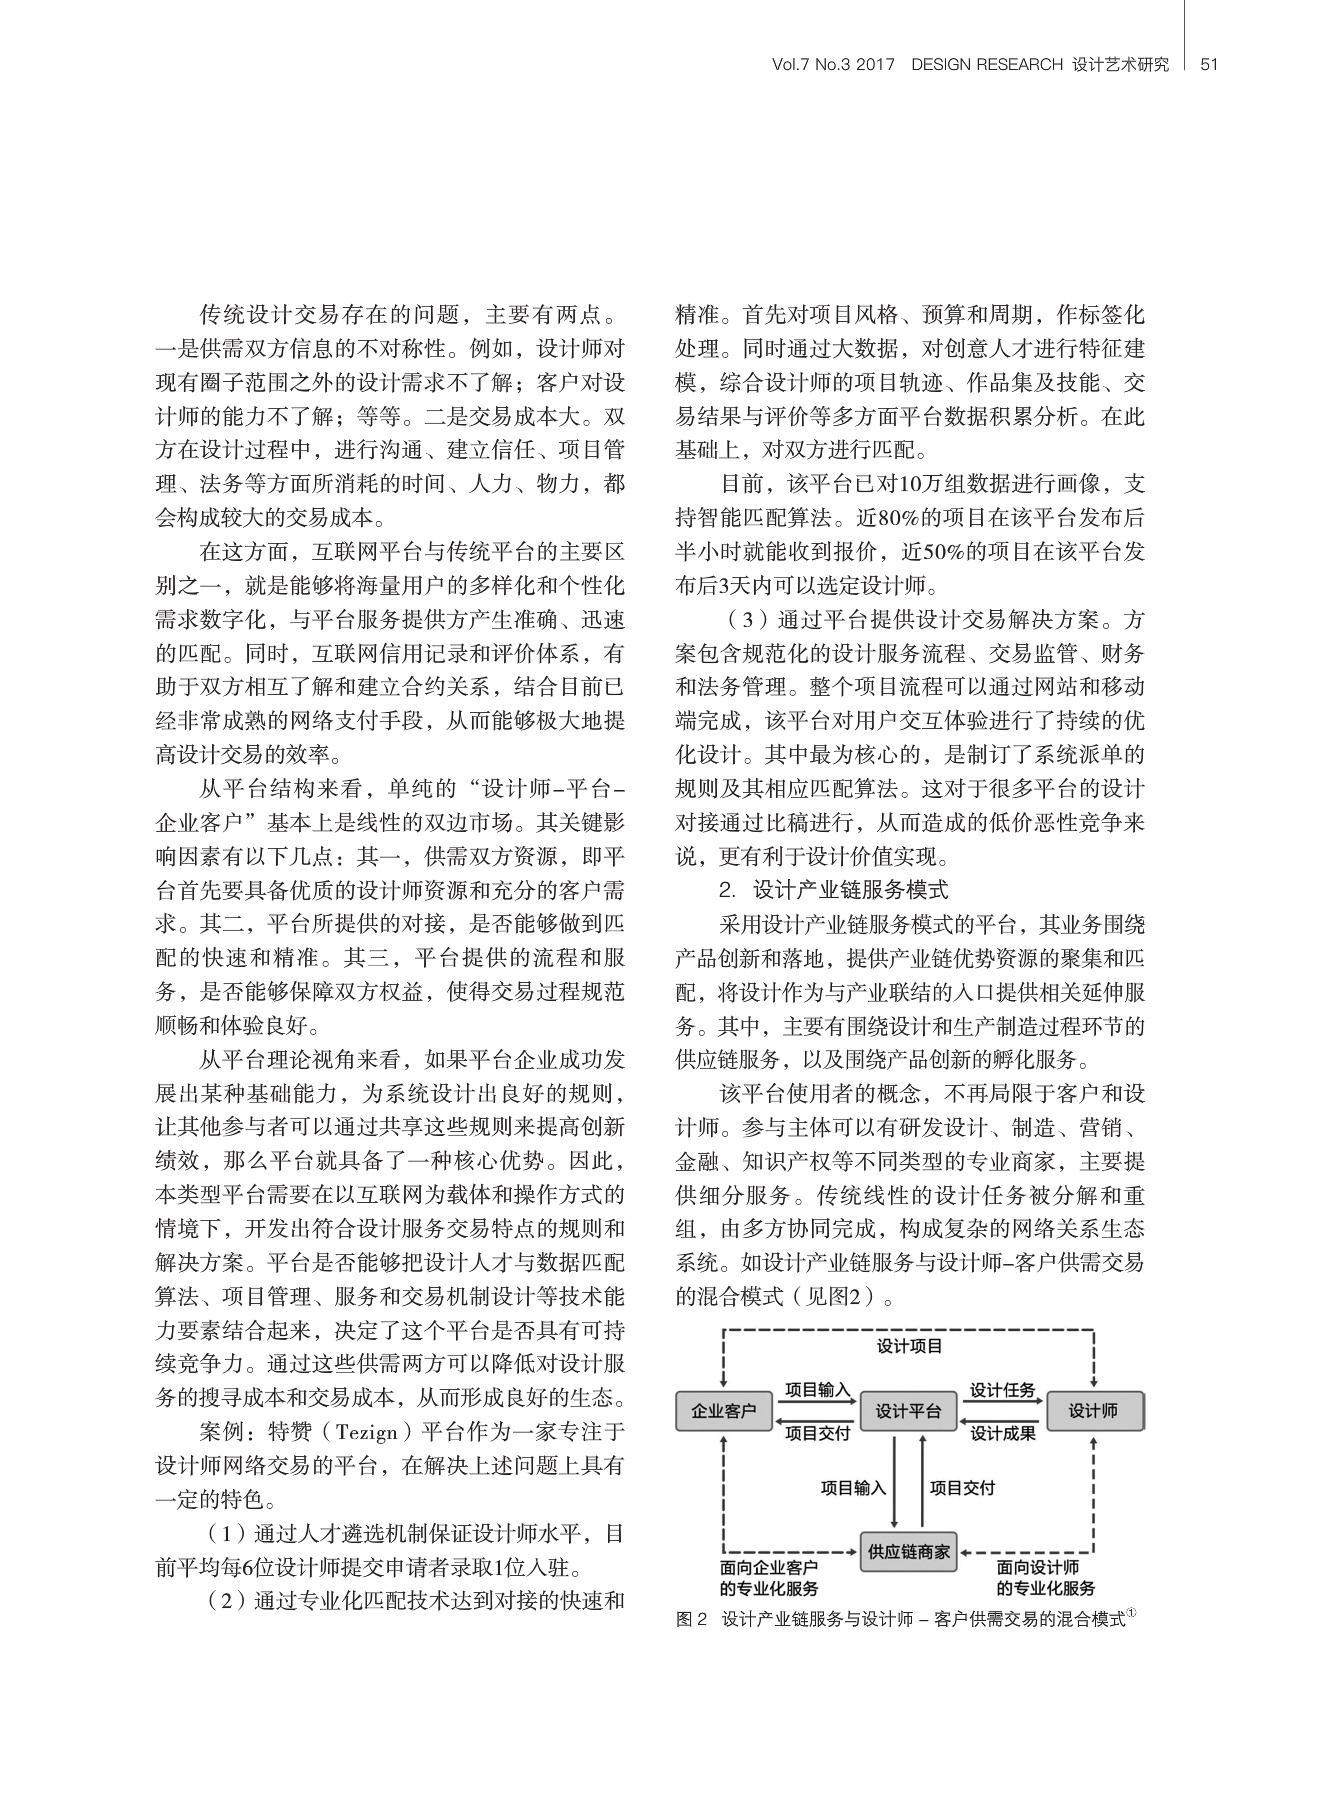 Vol.7 No.3 2017 DESIGN RESEARCH 设计艺术研究 51
传统设计交易存在的问题，主要有两点。
一是供需双方信息的不对称性。例如，设计师对
现有圈子范围之外的设计需求不了解；客户对设
计师的能力不了解；等等。二是交易成本大。双
方在设计过程中，进行沟通、建立信任、项目管
理、法务等方面所消耗的时间、人力、物力，都
会构成较大的交易成本。
在这方面，互联网平台与传统平台的主要区
别之一，就是能够将海量用户的多样化和个性化
需求数字化，与平台服务提供方产生准确、迅速
的匹配。同时，互联网信用记录和评价体系，有
助于双方相互了解和建立合约关系，结合目前已
经非常成熟的网络支付手段，从而能够极大地提
高设计交易的效率。
从平台结构来看，单纯的“设计师–平台–
企业客户”基本上是线性的双边市场。其关键影
响因素有以下几点：其一，供需双方资源，即平
台首先要具备优质的设计师资源和充分的客户需
求。其二，平台所提供的对接，是否能够做到匹
配的快速和精准。其三，平台提供的流程和服
务，是否能够保障双方权益，使得交易过程规范
顺畅和体验良好。
从平台理论视角来看，如果平台企业成功发
展出某种基础能力，为系统设计出良好的规则，
让其他参与者可以通过共享这些规则来提高创新
绩效，那么平台就具备了一种核心优势。因此，
本类型平台需要在以互联网为载体和操作方式的
情境下，开发出符合设计服务交易特点的规则和
解决方案。平台是否能够把设计人才与数据匹配
算法、项目管理、服务和交易机制设计等技术能
力要素结合起来，决定了这个平台是否具有可持
续竞争力。通过这些供需两方可以降低对设计服
务的搜寻成本和交易成本，从而形成良好的生态。
案例：特赞（Tezign）平台作为一家专注于
设计师网络交易的平台，在解决上述问题上具有
一定的特色。
（1）通过人才遴选机制保证设计师水平，目
前平均每6位设计师提交申请者录取1位入驻。
（2）通过专业化匹配技术达到对接的快速和
精准。首先对项目风格、预算和周期，作标签化
处理。同时通过大数据，对创意人才进行特征建
模，综合设计师的项目轨迹、作品集及技能、交
易结果与评价等多方面平台数据积累分析。在此
基础上，对双方进行匹配。
目前，该平台已对10万组数据进行画像，支
持智能匹配算法。近80%的项目在该平台发布后
半小时就能收到报价，近50%的项目在该平台发
布后3天内可以选定设计师。
（3）通过平台提供设计交易解决方案。方
案包含规范化的设计服务流程、交易监管、财务
和法务管理。整个项目流程可以通过网站和移动
端完成，该平台对用户交互体验进行了持续的优
化设计。其中最为核心的，是制订了系统派单的
规则及其相应匹配算法。这对于很多平台的设计
对接通过比稿进行，从而造成的低价恶性竞争来
说，更有利于设计价值实现。
2. 设计产业链服务模式
采用设计产业链服务模式的平台，其业务围绕
产品创新和落地，提供产业链优势资源的聚集和匹
配，将设计作为与产业联结的入口提供相关延伸服
务。其中，主要有围绕设计和生产制造过程环节的
供应链服务，以及围绕产品创新的孵化服务。
该平台使用者的概念，不再局限于客户和设
计师。参与主体可以有研发设计、制造、营销、
金融、知识产权等不同类型的专业商家，主要提
供细分服务。传统线性的设计任务被分解和重
组，由多方协同完成，构成复杂的网络关系生态
系统。如设计产业链服务与设计师–客户供需交易
的混合模式（见图2）。
设计项目
项目输入 设计任务
企业客户 设计平台 设计师
项目交付 设计成果
项目输入 项目交付
供应链商家
面向企业客户 面向设计师
的专业化服务 的专业化服务
图 2 设计产业链服务与设计师 – 客户供需交易的混合模式①